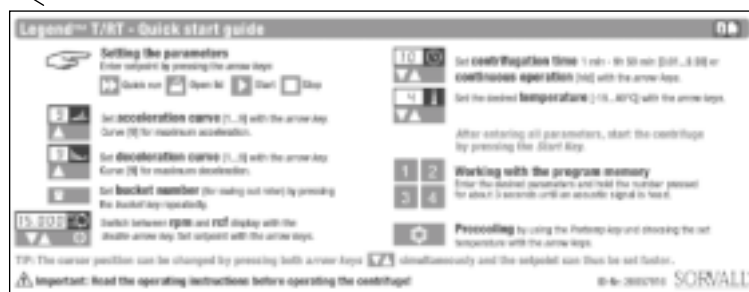 Legend™ T/RT - Quick start guide
Setting the parameters
Enter setpoint by pressing the arrow keys:
Quick run Open lid Start Stop
9
Set acceleration curve [1...9] with the arrow key.
Curve [9] for maximum acceleration.
9
Set deceleration curve [1...9] with the arrow key.
Curve [9] for maximum deceleration.
Set bucket number (for swing out rotor) by pressing
the bucket key repeatedly.
15.000
Switch between rpm and rcf display with the
double arrow key. Set setpoint with the arrow keys.
10
Set centrifugation time 1 min - 9h 59 min [0.01...9.59] or
continuous operation [hld] with the arrow keys.
4
Set the desired temperature [-19...40°C] with the arrow keys.
After entering all parameters, start the centrifuge
by pressing the Start Key.
1 2
3 4
Working with the program memory
Enter the desired parameters and hold the number pressed
for about 3 seconds until an acoustic signal is heard.
Precooling by using the Pretemp key and choosing the set
temperature with the arrow keys.
TIP: The cursor position can be changed by pressing both arrow keys simultaneously and the setpoint can thus be set faster.
Important: Read the operating instructions before operating the centrifuge!
SORVALL